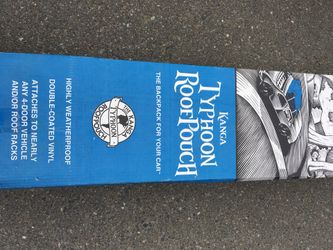 KANGA
TYPHOON
ROOFPOUCH
THE BACKPACK FOR YOUR CAR
TYPHOON
HIGHLY WEATHERPROOF
DOUBLE-COATED VINYL
ATTACHES TO NEARLY
ANY 4-DOOR VEHICLE
AND/OR ROOF RACKS